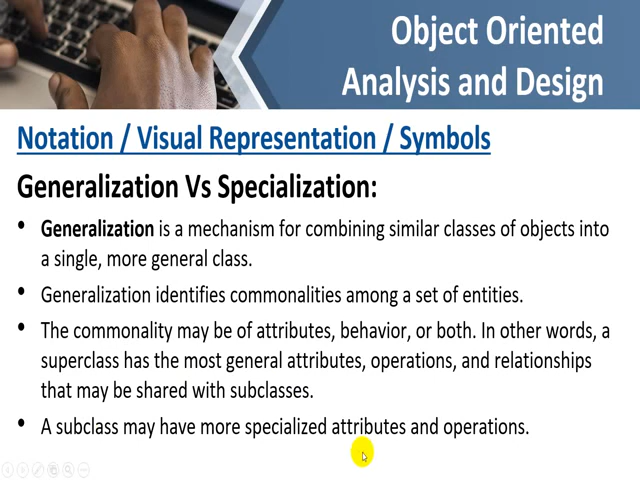 Object Oriented
Analysis and Design
Notation / Visual Representation / Symbols
Generalization Vs Specialization:
• Generalization is a mechanism for combining similar classes of objects into
a single, more general class.
• Generalization identifies commonalities among a set of entities.
• The commonality may be of attributes, behavior, or both. In other words, a
superclass has the most general attributes, operations, and relationships
that may be shared with subclasses.
• A subclass may have more specialized attributes and operations.